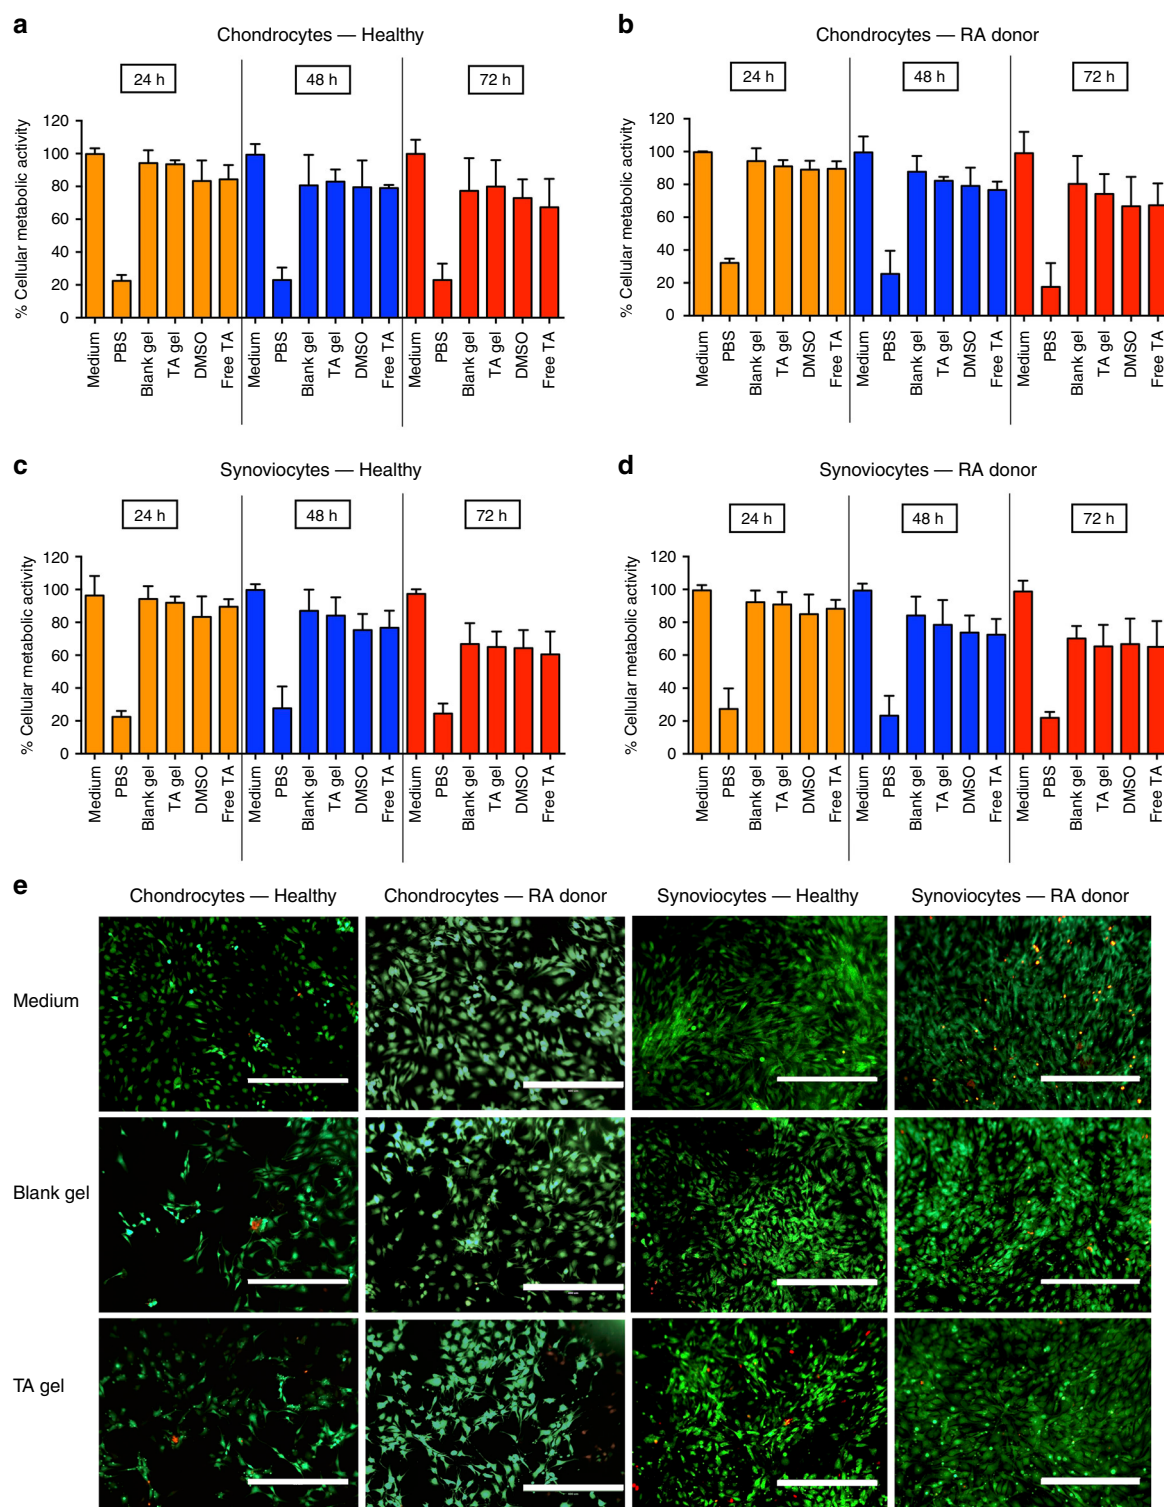 a
Chondrocytes — Healthy
24 h
48 h
72 h
% Cellular metabolic activity
120
100
80
60
40
20
0
Medium
PBS
Blank gel
TA gel
DMSO
Free TA
Medium
PBS
Blank gel
TA gel
DMSO
Free TA
Medium
PBS
Blank gel
TA gel
DMSO
Free TA
b
Chondrocytes — RA donor
24 h
48 h
72 h
% Cellular metabolic activity
120
100
80
60
40
20
0
Medium
PBS
Blank gel
TA gel
DMSO
Free TA
Medium
PBS
Blank gel
TA gel
DMSO
Free TA
Medium
PBS
Blank gel
TA gel
DMSO
Free TA
c
Synoviocytes — Healthy
24 h
48 h
72 h
% Cellular metabolic activity
120
100
80
60
40
20
0
Medium
PBS
Blank gel
TA gel
DMSO
Free TA
Medium
PBS
Blank gel
TA gel
DMSO
Free TA
Medium
PBS
Blank gel
TA gel
DMSO
Free TA
d
Synoviocytes — RA donor
24 h
48 h
72 h
% Cellular metabolic activity
120
100
80
60
40
20
0
Medium
PBS
Blank gel
TA gel
DMSO
Free TA
Medium
PBS
Blank gel
TA gel
DMSO
Free TA
Medium
PBS
Blank gel
TA gel
DMSO
Free TA
e
Chondrocytes — Healthy
Chondrocytes — RA donor
Synoviocytes — Healthy
Synoviocytes — RA donor
Medium
Blank gel
TA gel